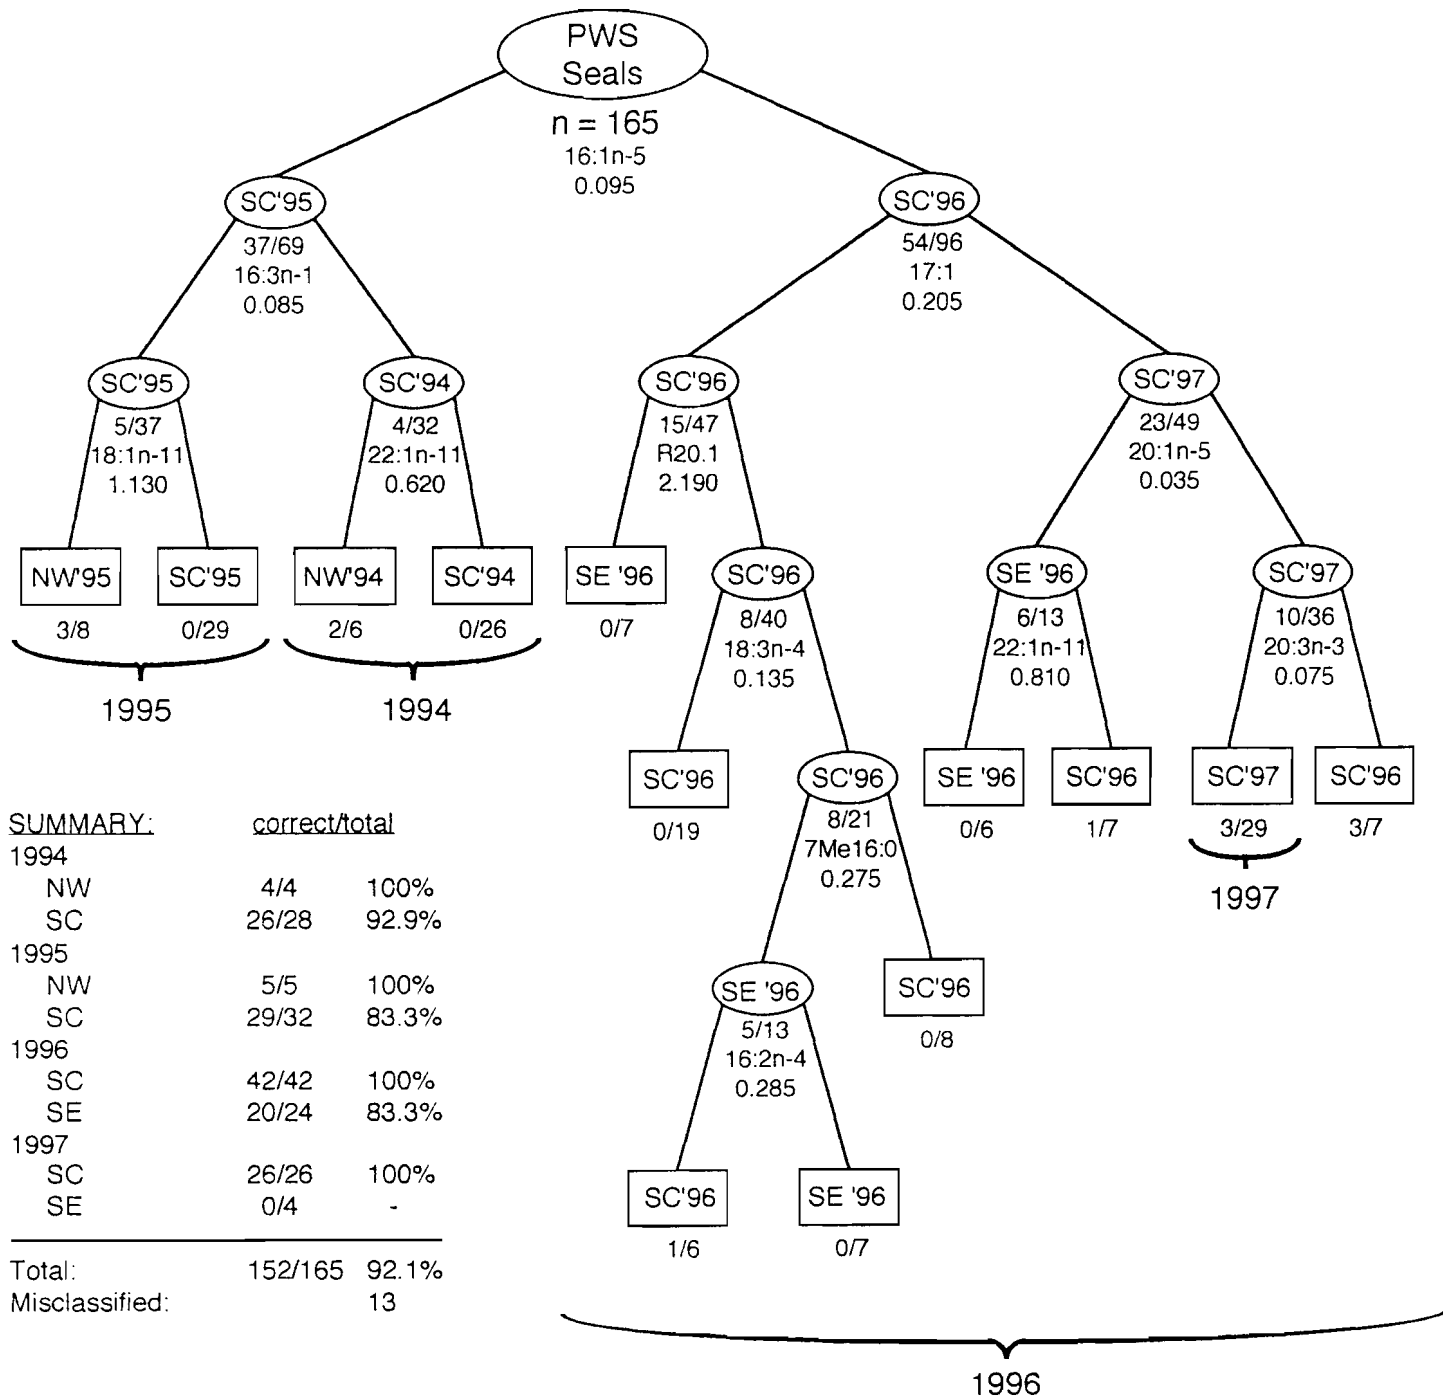 PWS
Seals
n = 165
16:1n-5
0.095
SC'95
37/69
16:3n-1
0.085
SC'96
54/96
17:1
0.205
SC'95
5/37
18:1n-11
1.130
SC'94
4/32
22:1n-11
0.620
SC'96
15/47
R20.1
2.190
SC'97
23/49
20:1n-5
0.035
NW'95
3/8
SC'95
0/29
NW'94
2/6
SC'94
0/26
SE '96
0/7
SC'96
8/40
18:3n-4
0.135
SE '96
6/13
22:1n-11
0.810
SC'97
10/36
20:3n-3
0.075
1995
1994
SC'96
0/19
SC'96
8/21
7Me16:0
0.275
SE '96
0/6
SC'96
1/7
SC'97
3/29
SC'96
3/7
1997
SE '96
5/13
16:2n-4
0.285
SC'96
0/8
SC'96
1/6
SE '96
0/7
1996
SUMMARY: correct/total
1994
NW 4/4 100%
SC 26/28 92.9%
1995
NW 5/5 100%
SC 29/32 83.3%
1996
SC 42/42 100%
SE 20/24 83.3%
1997
SC 26/26 100%
SE 0/4 -
Total: 152/165 92.1%
Misclassified: 13